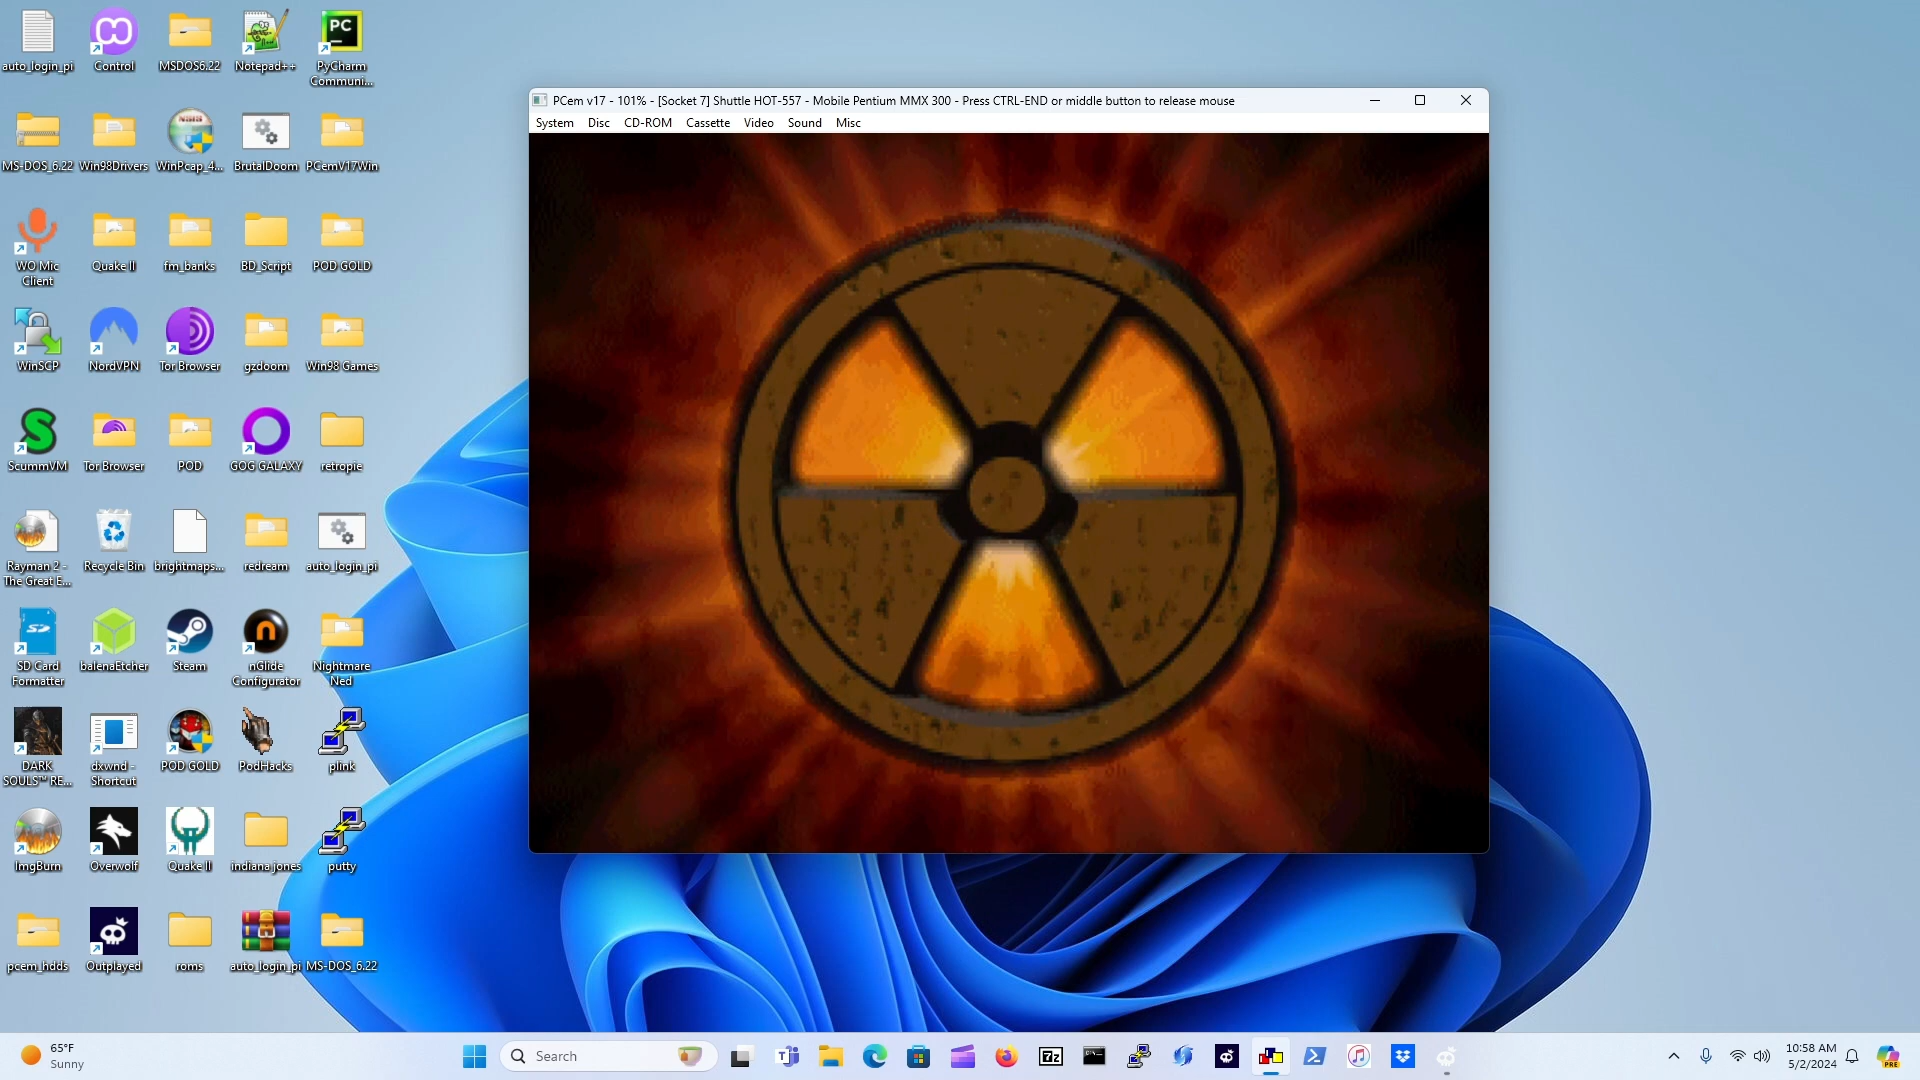 auto_login_pi
Control
MSDOS6.22
Notepad++
PyCharm
Communi...
MS-DOS_6.22
Win98Drivers
WinPcap_4...
BrutalDoom
PCemV17Win
WO Mic
Client
Quake II
fm_banks
BD_Script
POD GOLD
WinSCP
NordVPN
Tor Browser
gzdoom
Win98 Games
ScummVM
Tor Browser
POD
GOG GALAXY
retropie
Rayman 2 -
The Great E...
Recycle Bin
brightmaps...
redream
auto_login_pi
SD Card
Formatter
balenaEtcher
Steam
nGlide
Configurator
Nightmare
Ned
DARK
SOULS™ RE...
dxwnd -
Shortcut
POD GOLD
PodHacks
plink
ImgBurn
Overwolf
Quake II
indiana jones
putty
pcem_hdds
Outplayed
roms
auto_login_pi
MS-DOS_6.22
PCem v17 - 101% - [Socket 7] Shuttle HOT-557 - Mobile Pentium MMX 300 - Press CTRL-END or middle button to release mouse
System Disc CD-ROM Cassette Video Sound Misc
65°F
Sunny
Search
7z
10:58 AM
5/2/2024
PRE